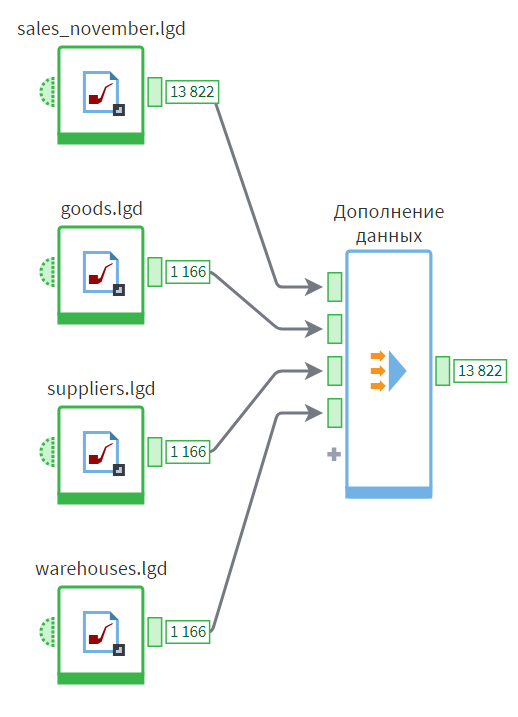 sales_november.lgd
13 822
goods.lgd
1 166
suppliers.lgd
1 166
warehouses.lgd
1 166
Дополнение
данных
13 822